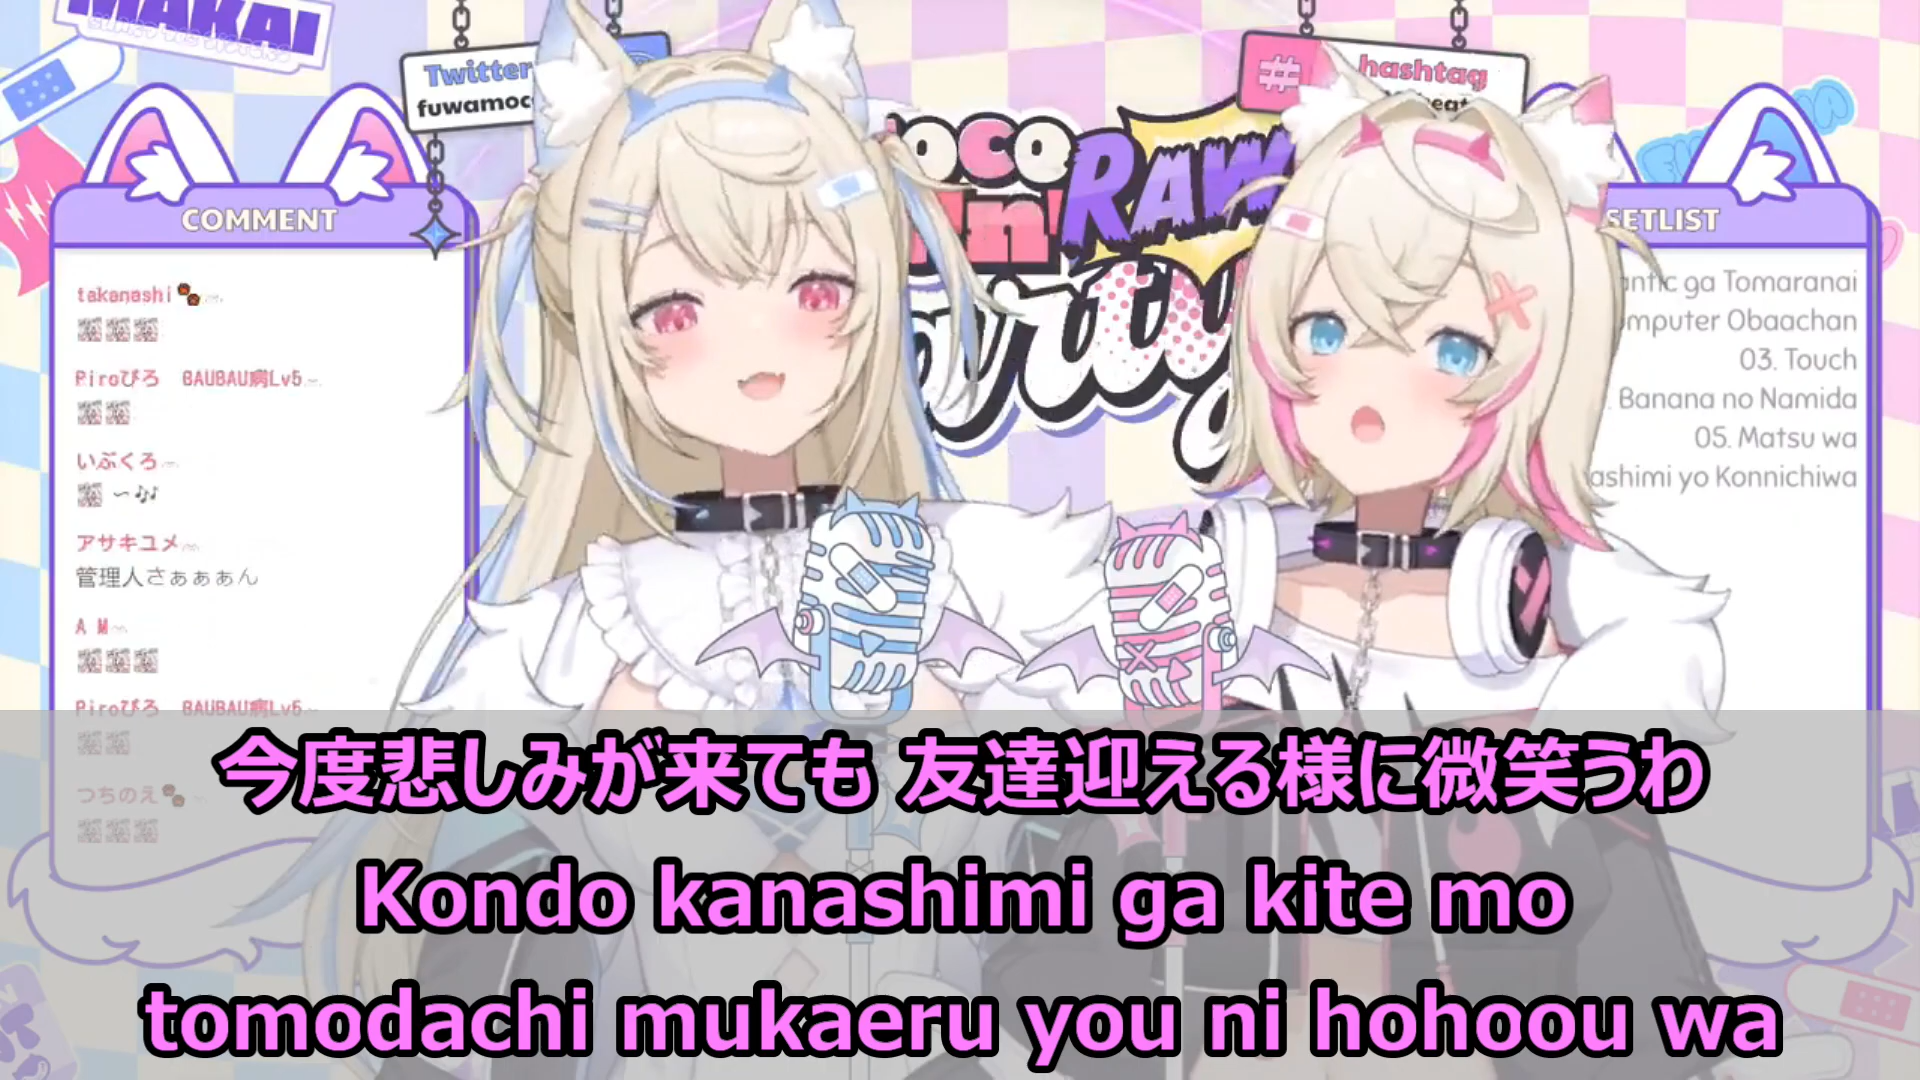 MAKAI
Twitter
fuwamoc
#
hashtag
oco
RAW
COMMENT
SETLIST
takanashi
Piroぴろ BAUBAU病Lv5
いぶくろ
アサキユメ
管理人さぁぁぁん
A M
Piroぴろ BAUBAU病Lv5
つちのえ
antic ga Tomaranai
omputer Obaachan
03. Touch
Banana no Namida
05. Matsu wa
ashimi yo Konnichiwa
今度悲しみが来ても 友達迎える様に微笑うわ
Kondo kanashimi ga kite mo
tomodachi mukaeru you ni hohoou wa